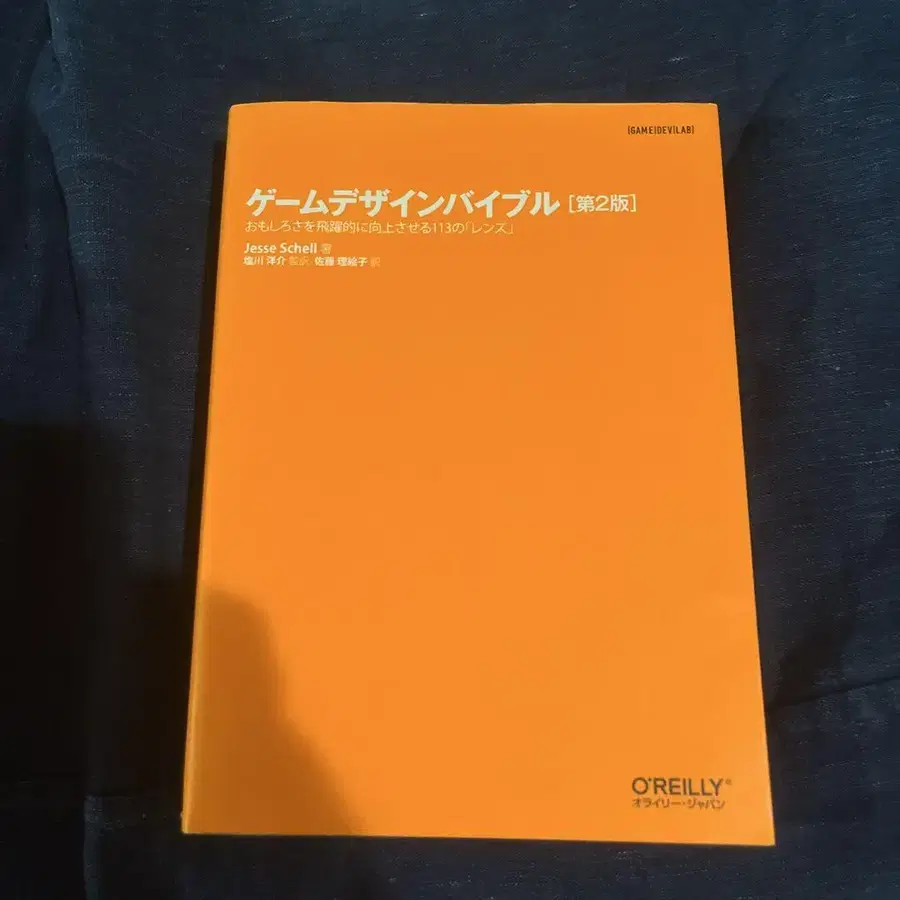 [GAME|DEV|LAB]
ゲームデザインバイブル [第2版]
おもしろさを飛躍的に向上させる113の「レンズ」
Jesse Schell 著
塩川 洋介 監訳 佐藤 理絵子 訳
O'REILLY®
オライリー・ジャパン